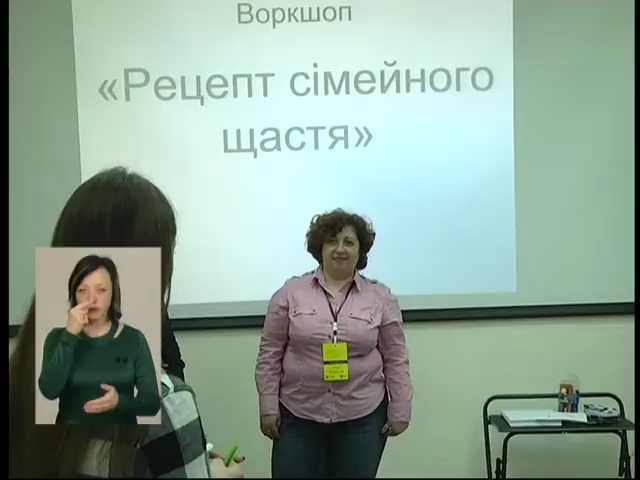 Воркшоп
«Рецепт сімейного
щастя»